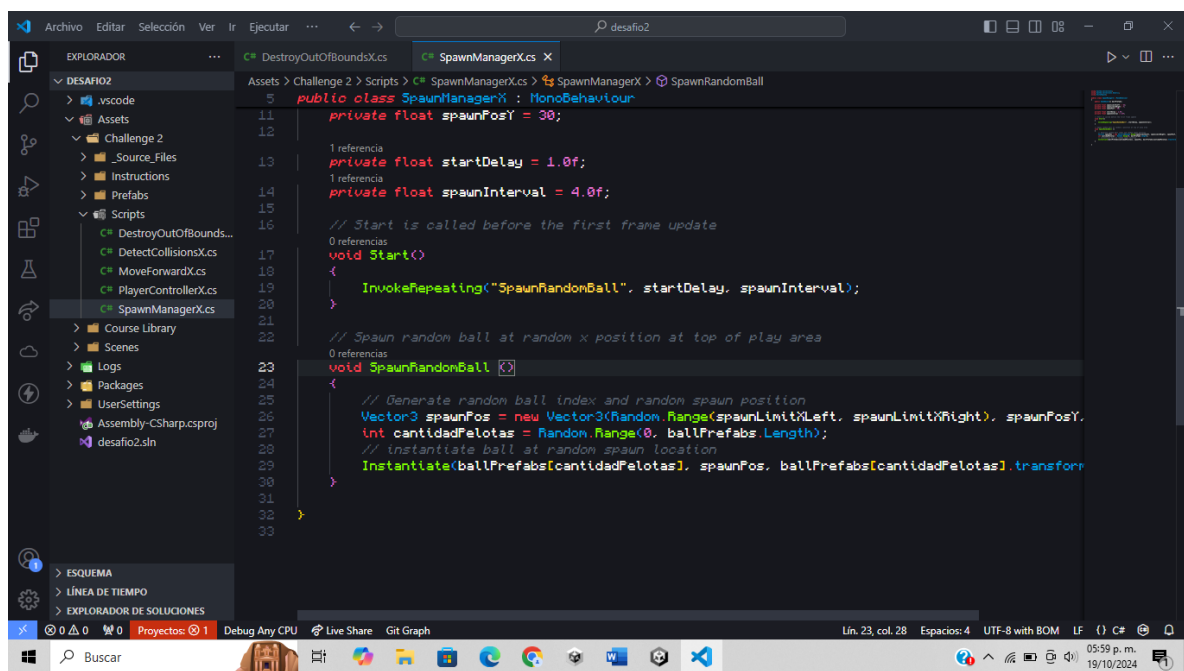 Archivo Editar Selección Ver Ir Ejecutar ··· desafio2
EXPLORADOR ···
DestroyOutOfBoundsX.cs
SpawnManagerX.cs
Assets > Challenge 2 > Scripts > SpawnManagerX.cs > SpawnManagerX > SpawnRandomBall
DESAFIO2
.vscode
Assets
Challenge 2
_Source_Files
Instructions
Prefabs
Scripts
DestroyOutOfBounds...
DetectCollisionsX.cs
MoveForwardX.cs
PlayerControllerX.cs
SpawnManagerX.cs
Course Library
Scenes
Logs
Packages
UserSettings
Assembly-CSharp.csproj
desafio2.sln
ESQUEMA
LÍNEA DE TIEMPO
EXPLORADOR DE SOLUCIONES
5 public class SpawnManagerX : MonoBehaviour
11 private float spawnPosY = 30;
12
1 referencia
13 private float startDelay = 1.0f;
1 referencia
14 private float spawnInterval = 4.0f;
15
16 // Start is called before the first frame update
0 referencias
17 void Start()
18 {
19 InvokeRepeating("SpawnRandomBall", startDelay, spawnInterval);
20 }
21
22 // Spawn random ball at random x position at top of play area
0 referencias
23 void SpawnRandomBall ()
24 {
25 // Generate random ball index and random spawn position
26 Vector3 spawnPos = new Vector3(Random.Range(spawnLimitXLeft, spawnLimitXRight), spawnPosY,
27 int cantidadPelotas = Random.Range(0, ballPrefabs.Length);
28 // instantiate ball at random spawn location
29 Instantiate(ballPrefabs[cantidadPelotas], spawnPos, ballPrefabs[cantidadPelotas].transform
30 }
31
32 }
33
0 0 0 Proyectos: 1 Debug Any CPU Live Share Git Graph Lín. 23, col. 28 Espacios: 4 UTF-8 with BOM LF {} C#
Buscar
05:59 p. m.
19/10/2024